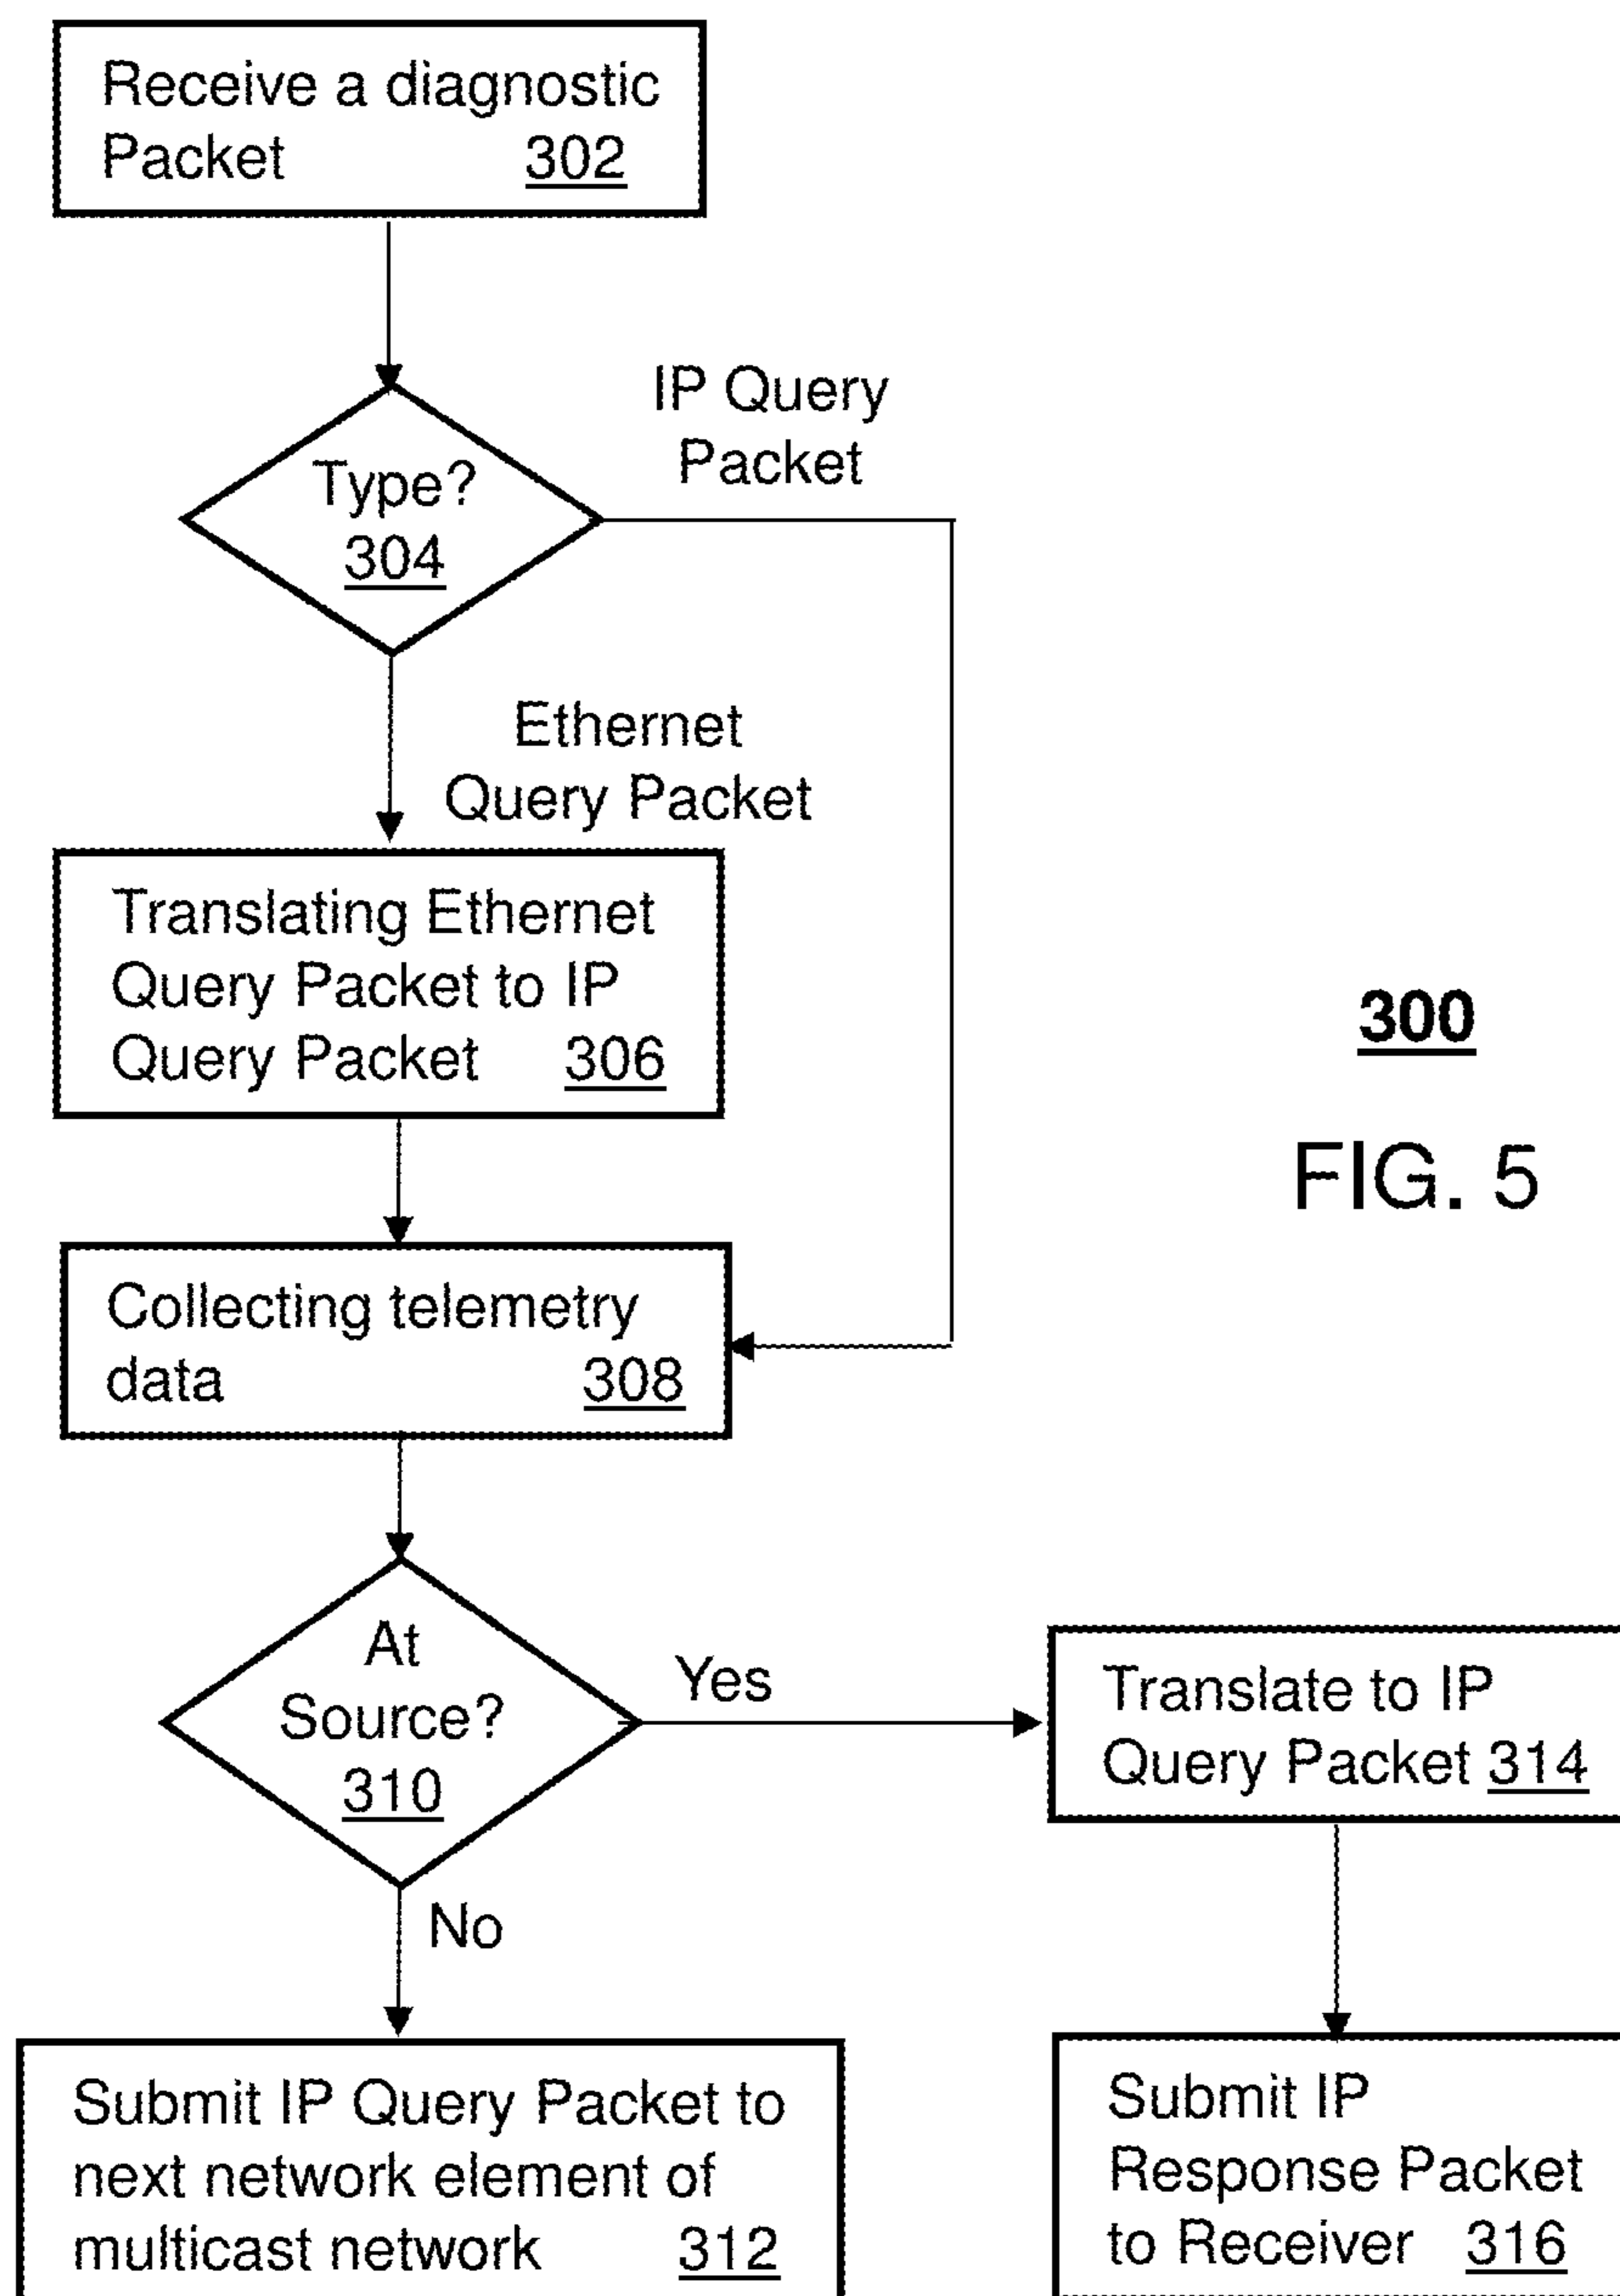 Receive a diagnostic
Packet 302
Type?
304
IP Query
Packet
Ethernet
Query Packet
Translating Ethernet
Query Packet to IP
Query Packet 306
300
FIG. 5
Collecting telemetry
data 308
At
Source?
310
Yes
Translate to IP
Query Packet 314
No
Submit IP Query Packet to
next network element of
multicast network 312
Submit IP
Response Packet
to Receiver 316